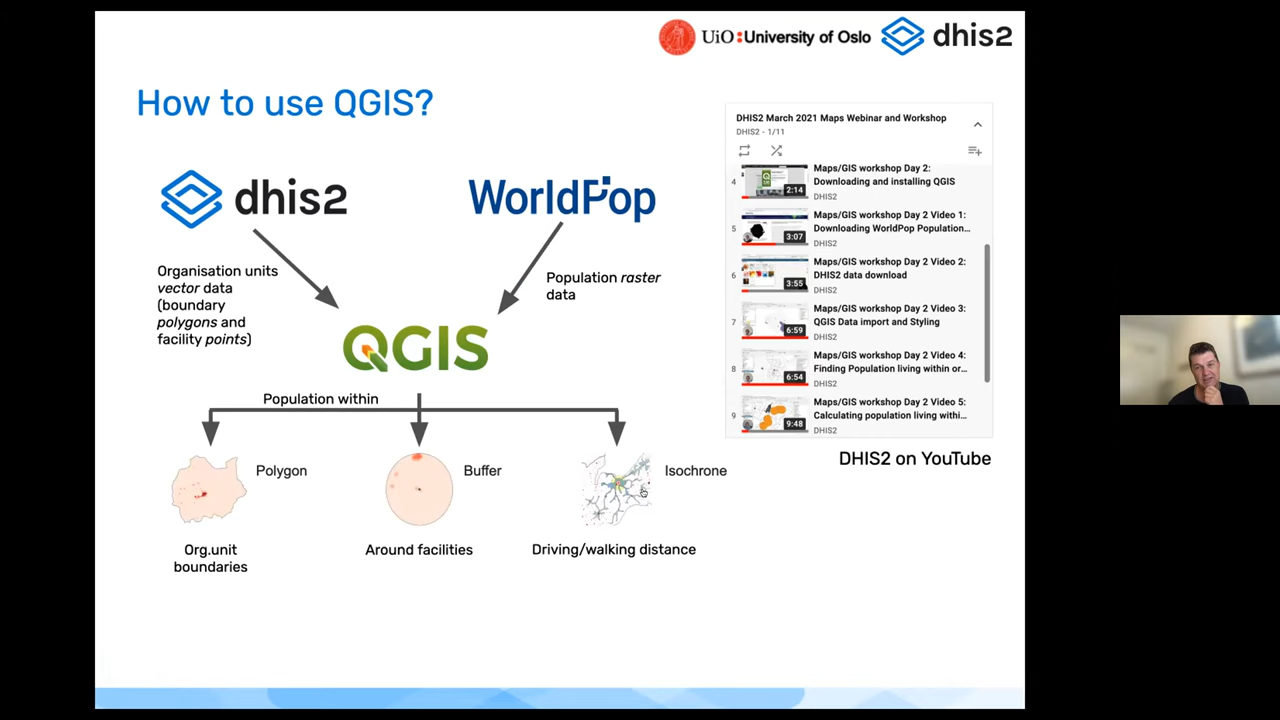 UiO:University of Oslo
dhis2
How to use QGIS?
dhis2
WorldPop
Organisation units
vector data
(boundary
polygons and
facility points)
Population raster
data
QGIS
Population within
Polygon
Buffer
Isochrone
Org.unit
boundaries
Around facilities
Driving/walking distance
DHIS2 March 2021 Maps Webinar and Workshop
DHIS2 - 1/11
4
2:14
Maps/GIS workshop Day 2:
Downloading and installing QGIS
DHIS2
5
3:07
Maps/GIS workshop Day 2 Video 1:
Downloading WorldPop Population...
DHIS2
6
3:55
Maps/GIS workshop Day 2 Video 2:
DHIS2 data download
DHIS2
7
6:59
Maps/GIS workshop Day 2 Video 3:
QGIS Data import and Styling
DHIS2
8
6:54
Maps/GIS workshop Day 2 Video 4:
Finding Population living within or...
DHIS2
9
9:48
Maps/GIS workshop Day 2 Video 5:
Calculating population living withi...
DHIS2
DHIS2 on YouTube